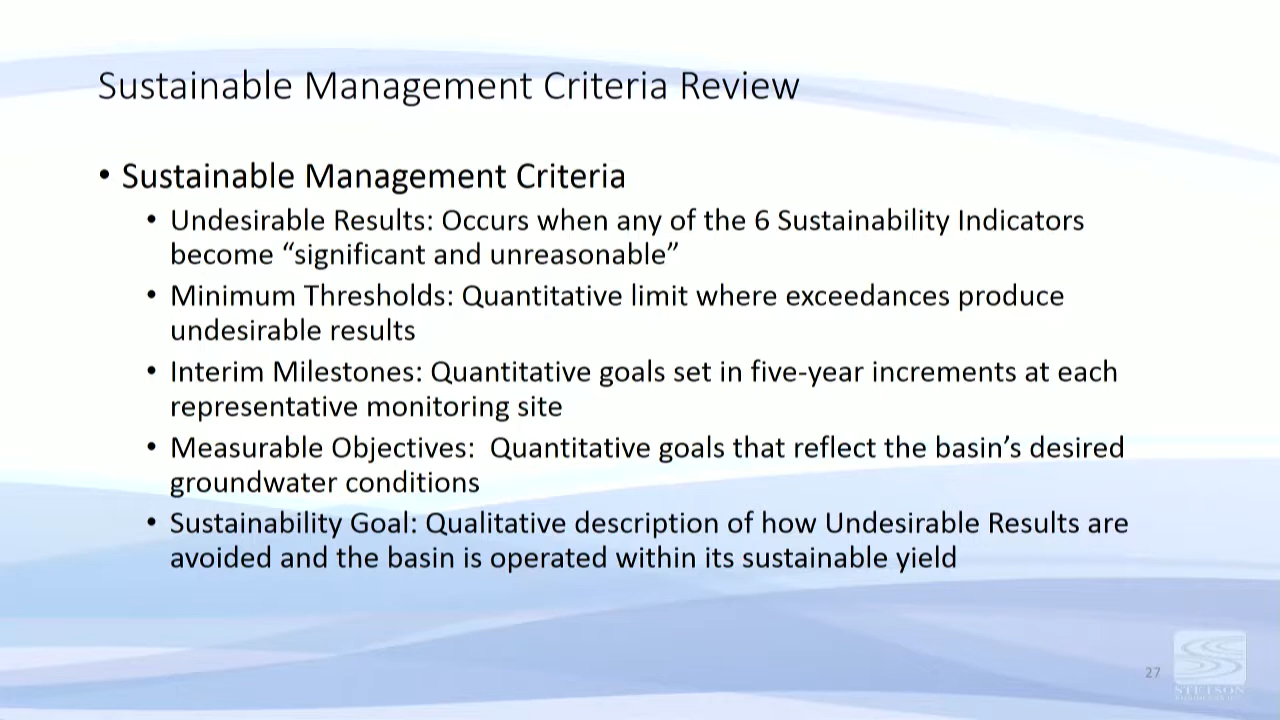 Sustainable Management Criteria Review
• Sustainable Management Criteria
• Undesirable Results: Occurs when any of the 6 Sustainability Indicators
become “significant and unreasonable”
• Minimum Thresholds: Quantitative limit where exceedances produce
undesirable results
• Interim Milestones: Quantitative goals set in five-year increments at each
representative monitoring site
• Measurable Objectives:  Quantitative goals that reflect the basin’s desired
groundwater conditions
• Sustainability Goal: Qualitative description of how Undesirable Results are
avoided and the basin is operated within its sustainable yield
27
STETSON